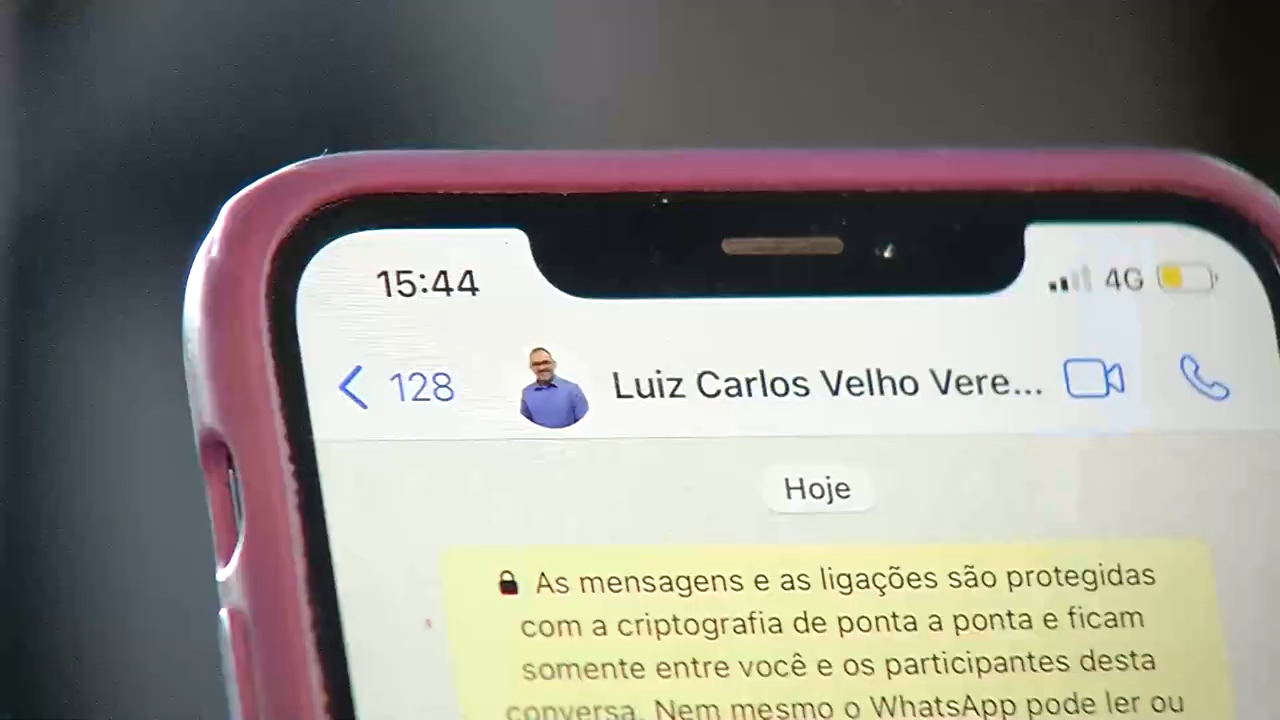 15:44
4G
128
Luiz Carlos Velho Vere...
Hoje
As mensagens e as ligações são protegidas
com a criptografia de ponta a ponta e ficam
somente entre você e os participantes desta
conversa. Nem mesmo o WhatsApp pode ler ou